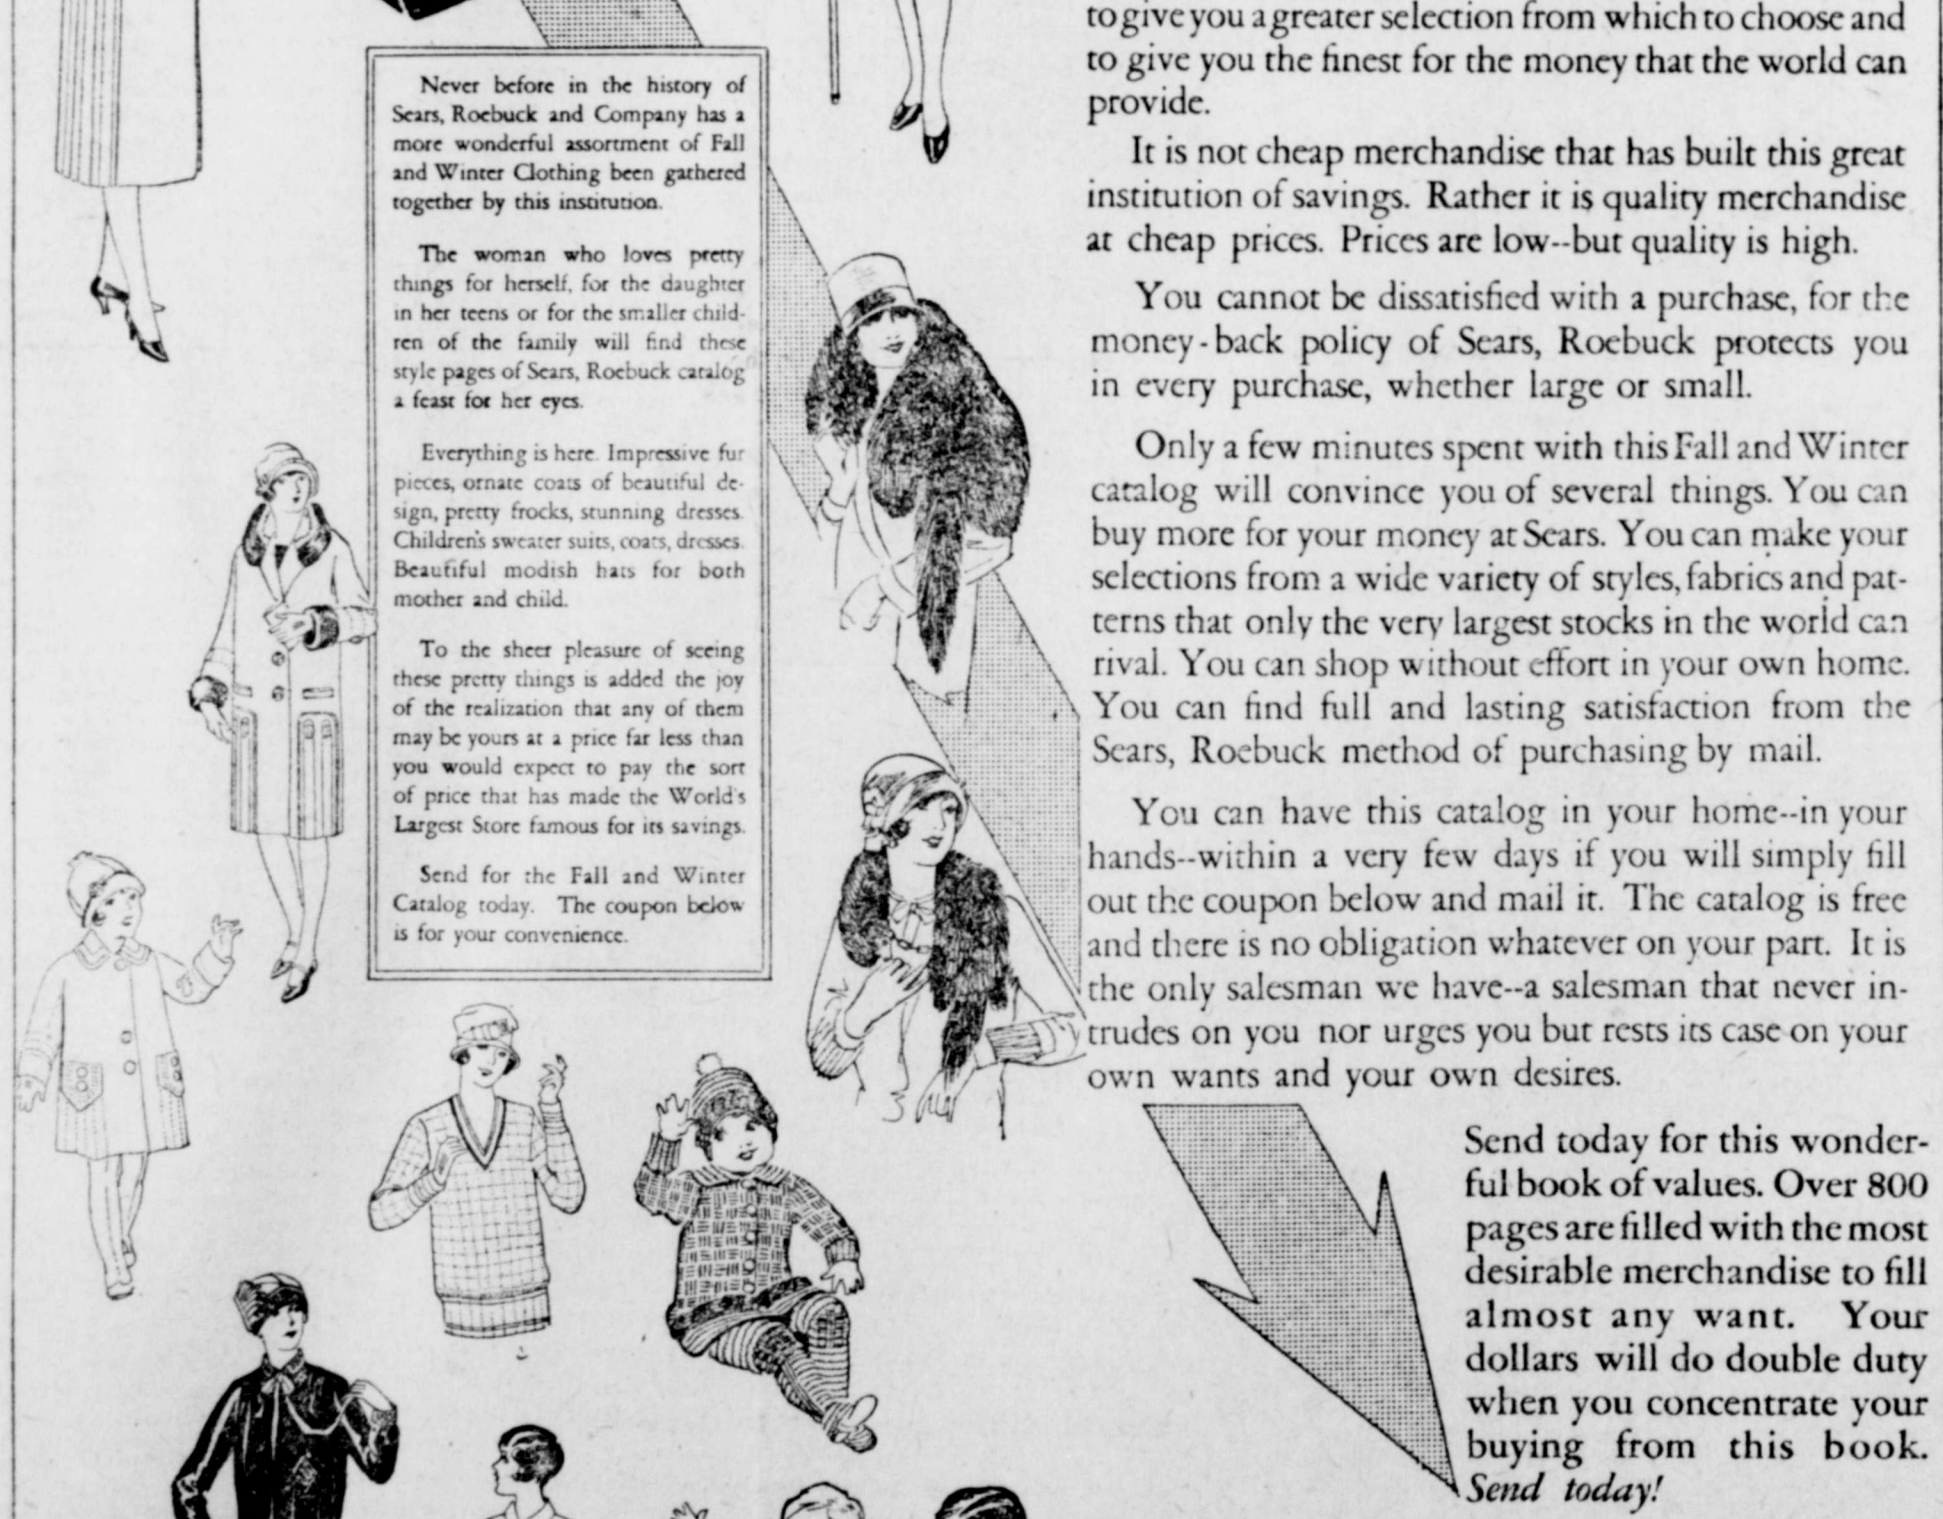 Never before in the history of
Sears, Roebuck and Company has a
more wonderful assortment of Fall
and Winter Clothing been gathered
together by this institution.
The woman who loves pretty
things for herself, for the daughter
in her teens or for the smaller child-
ren of the family will find these
style pages of Sears, Roebuck catalog
a feast for her eyes.
Everything is here. Impressive fur
pieces, ornate coats of beautiful de-
sign, pretty frocks, stunning dresses.
Children's sweater suits, coats, dresses.
Beautiful modish hats for both
mother and child.
To the sheer pleasure of seeing
these pretty things is added the joy
of the realization that any of them
may be yours at a price far less than
you would expect to pay the sort
of price that has made the World's
Largest Store famous for its savings.
Send for the Fall and Winter
Catalog today. The coupon below
is for your convenience.
to give you a greater selection from which to choose and
to give you the finest for the money that the world can
provide.
It is not cheap merchandise that has built this great
institution of savings. Rather it is quality merchandise
at cheap prices. Prices are low--but quality is high.
You cannot be dissatisfied with a purchase, for the
money-back policy of Sears, Roebuck protects you
in every purchase, whether large or small.
Only a few minutes spent with this Fall and Winter
catalog will convince you of several things. You can
buy more for your money at Sears. You can make your
selections from a wide variety of styles, fabrics and pat-
terns that only the very largest stocks in the world can
rival. You can shop without effort in your own home.
You can find full and lasting satisfaction from the
Sears, Roebuck method of purchasing by mail.
You can have this catalog in your home--in your
hands--within a very few days if you will simply fill
out the coupon below and mail it. The catalog is free
and there is no obligation whatever on your part. It is
the only salesman we have--a salesman that never in-
trudes on you nor urges you but rests its case on your
own wants and your own desires.
Send today for this wonder-
ful book of values. Over 800
pages are filled with the most
desirable merchandise to fill
almost any want. Your
dollars will do double duty
when you concentrate your
buying from this book.
Send today!